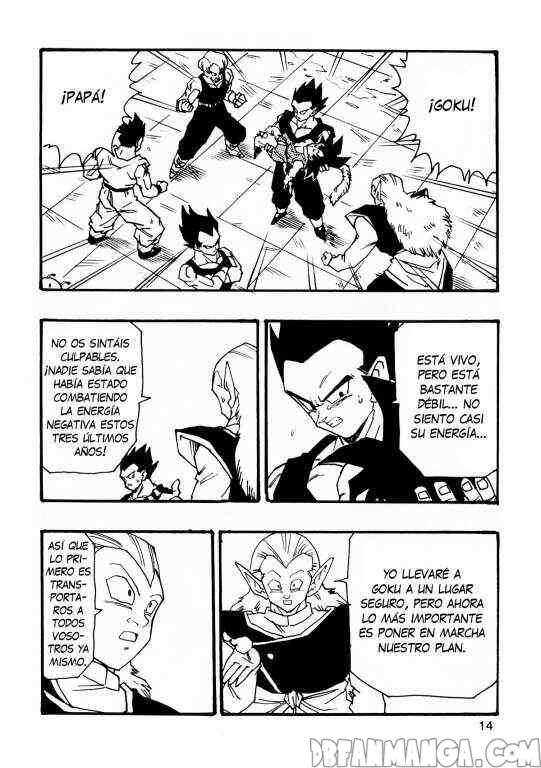 ¡PAPÁ!
¡GOKU!
NO OS SINTÁIS
CULPABLES.
¡NADIE SABÍA QUE
HABÍA ESTADO
COMBATIENDO
LA ENERGÍA
NEGATIVA ESTOS
TRES ÚLTIMOS
AÑOS!
ESTÁ VIVO,
PERO ESTÁ
BASTANTE
DÉBIL... NO
SIENTO CASI
SU ENERGÍA...
ASÍ QUE
LO PRI-
MERO ES
TRANS-
PORTA-
ROS A
TODOS
VOSO-
TROS YA
MISMO.
YO LLEVARÉ A
GOKU A UN LUGAR
SEGURO, PERO AHORA
LO MÁS IMPORTANTE
ES PONER EN MARCHA
NUESTRO PLAN.
14
DBFANMANGA.COM